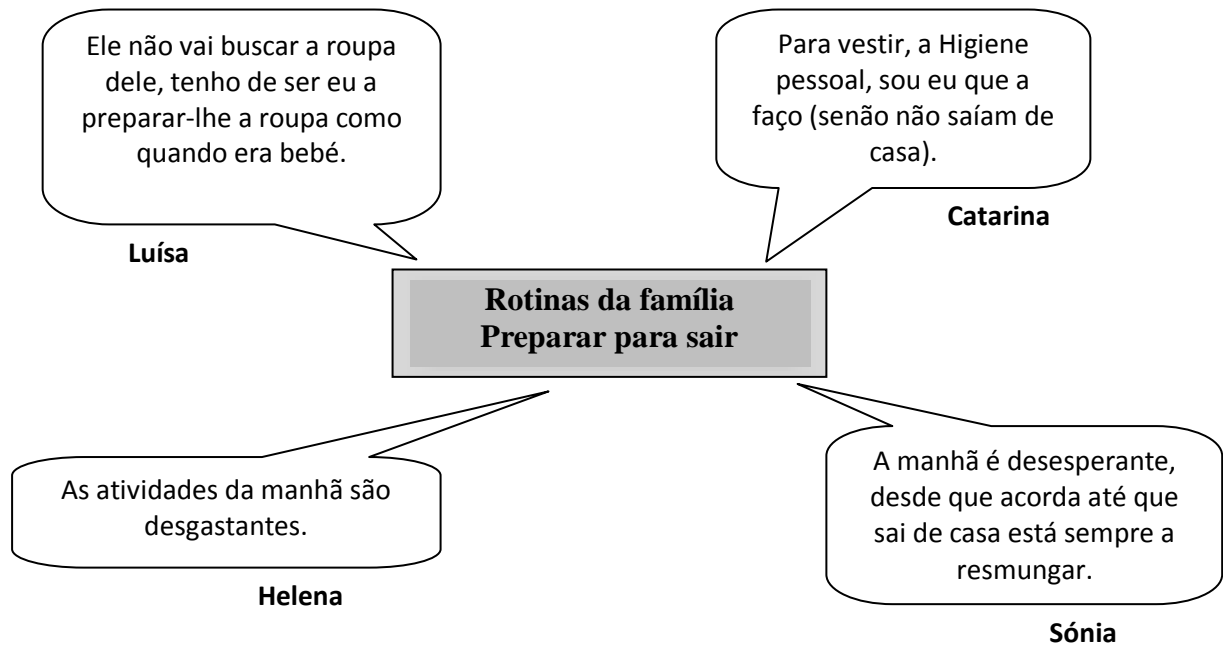 Ele não vai buscar a roupa
dele, tenho de ser eu a
preparar-lhe a roupa como
quando era bebé.
Luísa
Para vestir, a Higiene
pessoal, sou eu que a
faço (senão não saíam de
casa).
Catarina
Rotinas da família
Preparar para sair
As atividades da manhã são
desgastantes.
Helena
A manhã é desesperante,
desde que acorda até que
sai de casa está sempre a
resmungar.
Sónia